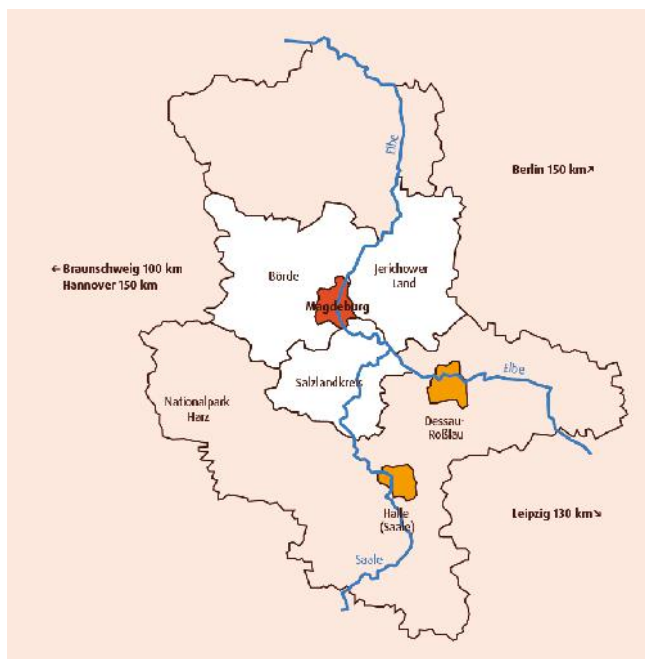 Elbe
Berlin 150 km↗
← Braunschweig 100 km
Hannover 150 km
Börde
Jerichower
Land
Magdeburg
Salzlandkreis
Elbe
Nationalpark
Harz
Dessau-
Roßlau
Halle
(Saale)
Leipzig 130 km↘
Saale